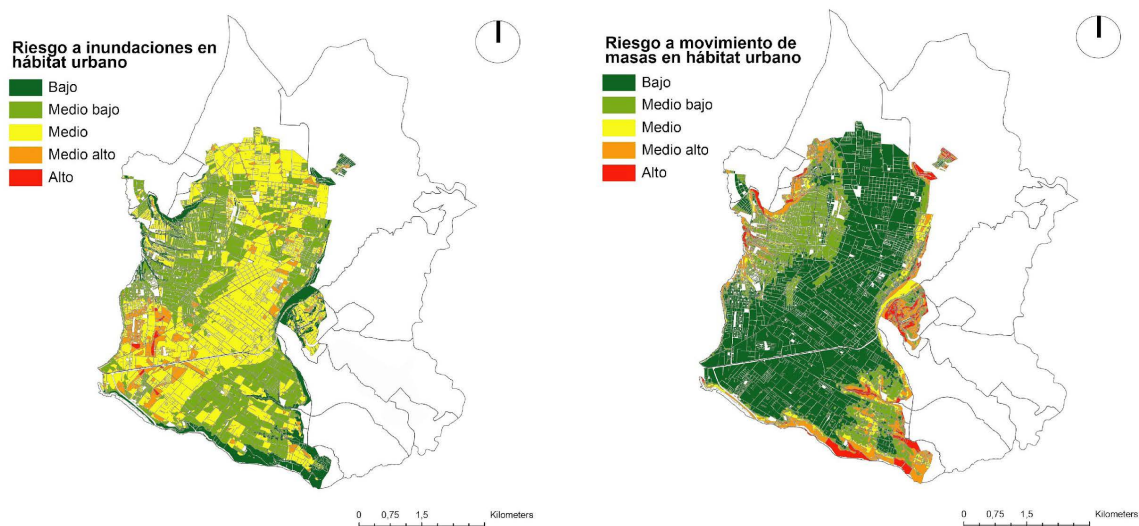 Riesgo a inundaciones en
hábitat urbano
Bajo
Medio bajo
Medio
Medio alto
Alto
0 0,75 1,5 Kilometers
Riesgo a movimiento de
masas en hábitat urbano
Bajo
Medio bajo
Medio
Medio alto
Alto
0 0,75 1,5 Kilometers